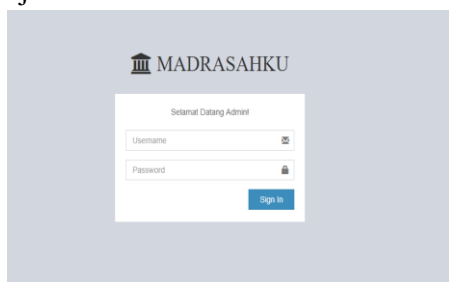 MADRASAHKU
Selamat Datang Admin!
Username
Password
Sign In